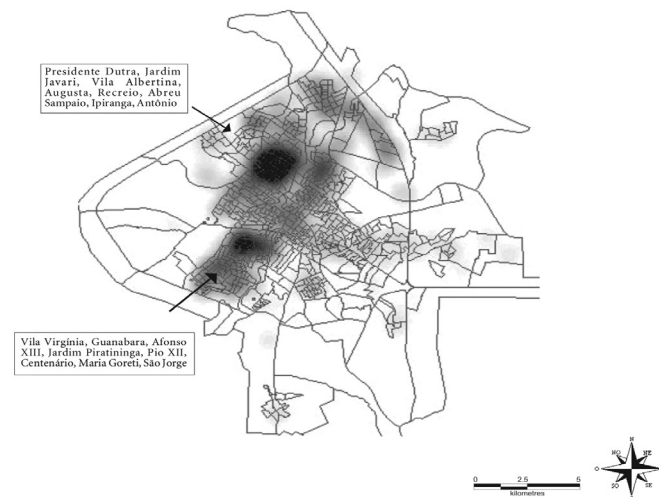 Presidente Dutra, Jardim
Javari, Vila Albertina,
Augusta, Recreio, Abreu
Sampaio, Ipiranga, Antônio
Vila Virgínia, Guanabara, Afonso
XIII, Jardim Piratininga, Pio XII,
Centenário, Maria Goreti, São Jorge
N
NO NE
O E
SO SE
S
0 2.5 5
kilometres